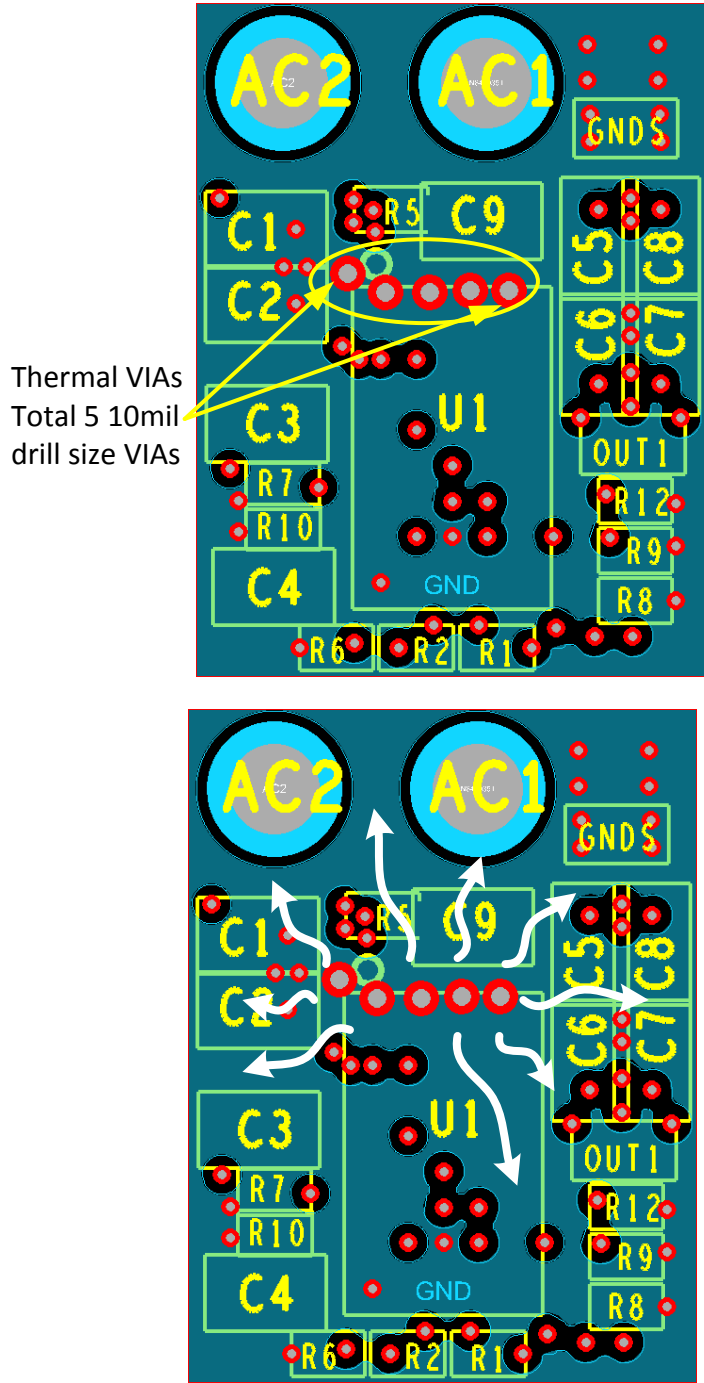 AC2
AC2
AC1
GNDS
C1
R5
C9
C5
C8
C2
C6
C7
Thermal VIAs
Total 5 10mil
drill size VIAs
C3
U1
OUT1
R7
R12
R10
R9
C4
GND
R8
R6
R2
R1
AC2
AC2
AC1
GNDS
C1
R5
C9
C5
C8
C2
C6
C7
C3
U1
OUT1
R7
R12
R10
R9
C4
GND
R8
R6
R2
R1